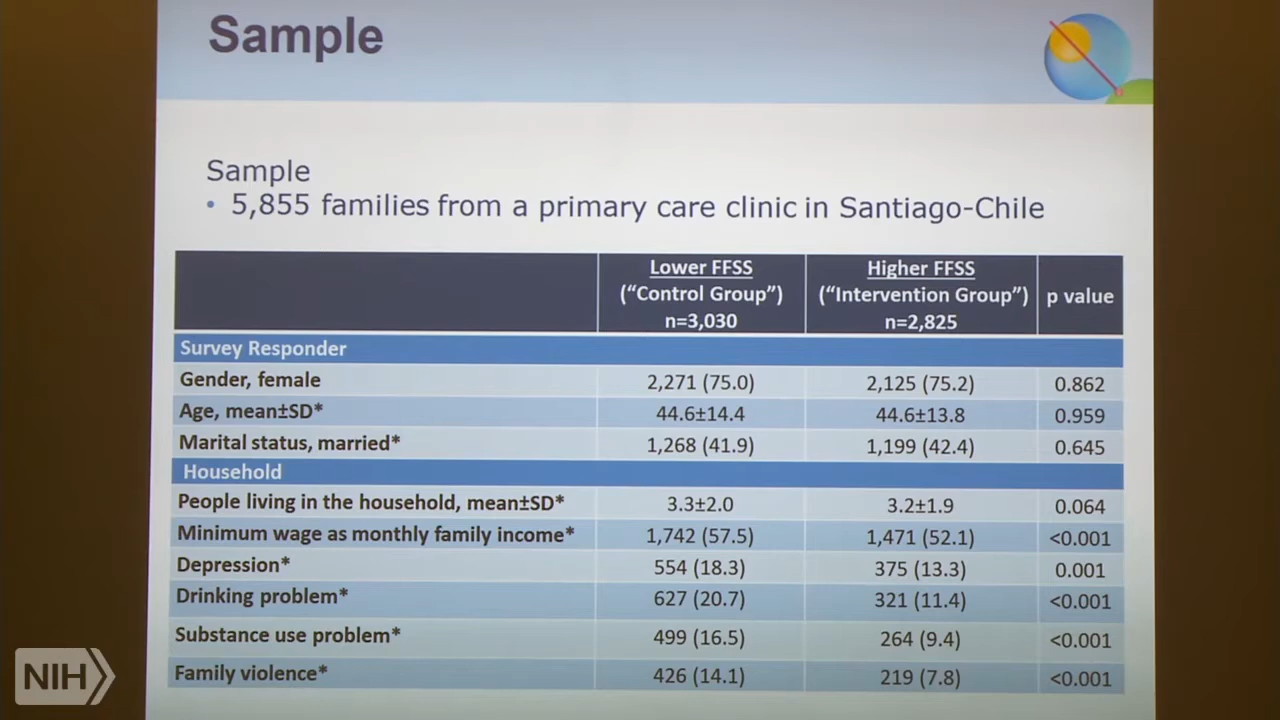 Sample
Sample
• 5,855 families from a primary care clinic in Santiago-Chile
Lower FFSS
("Control Group")
n=3,030
Higher FFSS
("Intervention Group")
n=2,825
p value
Survey Responder
Gender, female 2,271 (75.0) 2,125 (75.2) 0.862
Age, mean±SD* 44.6±14.4 44.6±13.8 0.959
Marital status, married* 1,268 (41.9) 1,199 (42.4) 0.645
Household
People living in the household, mean±SD* 3.3±2.0 3.2±1.9 0.064
Minimum wage as monthly family income* 1,742 (57.5) 1,471 (52.1) <0.001
Depression* 554 (18.3) 375 (13.3) 0.001
Drinking problem* 627 (20.7) 321 (11.4) <0.001
Substance use problem* 499 (16.5) 264 (9.4) <0.001
Family violence* 426 (14.1) 219 (7.8) <0.001
NIH